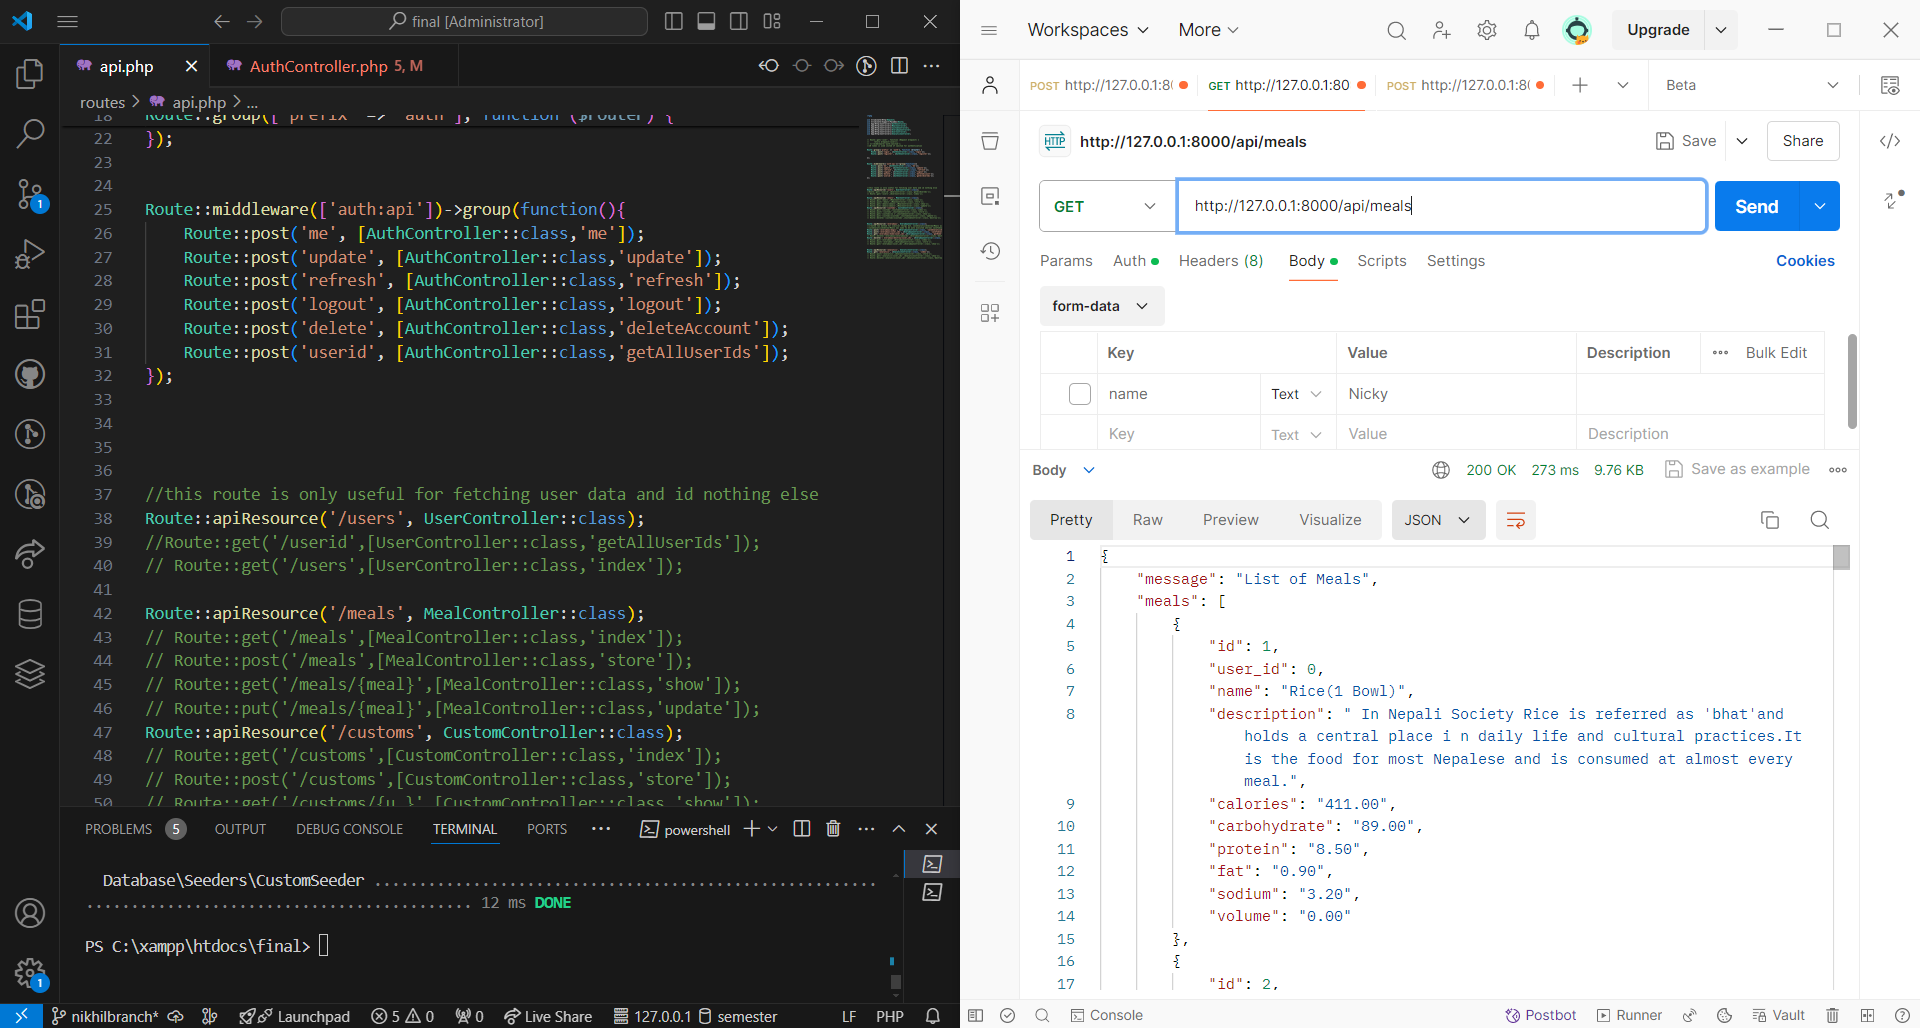 final [Administrator]
api.php
AuthController.php 5, M
routes > api.php > ...
18 Route::group(['prefix' => 'auth'], function ($router) {
22 });
23
24
25 Route::middleware(['auth:api'])->group(function(){
26 Route::post('me', [AuthController::class,'me']);
27 Route::post('update', [AuthController::class,'update']);
28 Route::post('refresh', [AuthController::class,'refresh']);
29 Route::post('logout', [AuthController::class,'logout']);
30 Route::post('delete', [AuthController::class,'deleteAccount']);
31 Route::post('userid', [AuthController::class,'getAllUserIds']);
32 });
33
34
35
36
37 //this route is only useful for fetching user data and id nothing else
38 Route::apiResource('/users', UserController::class);
39 //Route::get('/userid',[UserController::class,'getAllUserIds']);
40 // Route::get('/users',[UserController::class,'index']);
41
42 Route::apiResource('/meals', MealController::class);
43 // Route::get('/meals',[MealController::class,'index']);
44 // Route::post('/meals',[MealController::class,'store']);
45 // Route::get('/meals/{meal}',[MealController::class,'show']);
46 // Route::put('/meals/{meal}',[MealController::class,'update']);
47 Route::apiResource('/customs', CustomController::class);
48 // Route::get('/customs',[CustomController::class,'index']);
49 // Route::post('/customs',[CustomController::class,'store']);
50 // Route::get('/customs/{u_}',[CustomController::class,'show']);
PROBLEMS 5 OUTPUT DEBUG CONSOLE TERMINAL PORTS ... powershell
Database\Seeders\CustomSeeder ........................................................
........................................... 12 ms DONE
PS C:\xampp\htdocs\final>
1
1
nikhilbranch* Launchpad 5 0 0 Live Share 127.0.0.1 semester LF PHP
Workspaces More Upgrade
POST http://127.0.0.1:8
GET http://127.0.0.1:80
POST http://127.0.0.1:8
Beta
HTTP http://127.0.0.1:8000/api/meals Save Share
GET http://127.0.0.1:8000/api/meals Send
Params Auth Headers (8) Body Scripts Settings Cookies
form-data
Key Value Description Bulk Edit
name Text Nicky
Key Text Value Description
Body 200 OK 273 ms 9.76 KB Save as example
Pretty Raw Preview Visualize JSON
1 {
2 "message": "List of Meals",
3 "meals": [
4 {
5 "id": 1,
6 "user_id": 0,
7 "name": "Rice(1 Bowl)",
8 "description": " In Nepali Society Rice is referred as 'bhat'and
holds a central place i n daily life and cultural practices.It
is the food for most Nepalese and is consumed at almost every
meal.",
9 "calories": "411.00",
10 "carbohydrate": "89.00",
11 "protein": "8.50",
12 "fat": "0.90",
13 "sodium": "3.20",
14 "volume": "0.00"
15 },
16 {
17 "id": 2,
Console Postbot Runner Vault